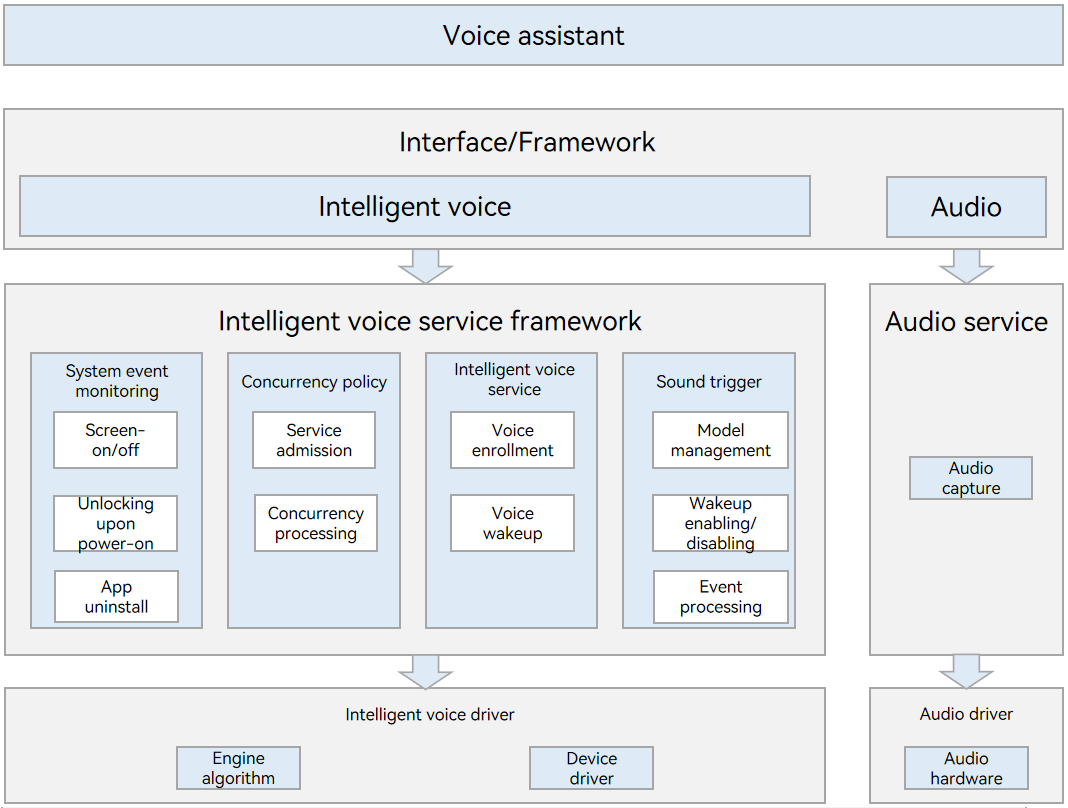 Voice assistant
Interface/Framework
Intelligent voice
Audio
Intelligent voice service framework
System event
monitoring
Screen-
on/off
Unlocking
upon
power-on
App
uninstall
Concurrency policy
Service
admission
Concurrency
processing
Intelligent voice
service
Voice
enrollment
Voice
wakeup
Sound trigger
Model
management
Wakeup
enabling/
disabling
Event
processing
Audio service
Audio
capture
Intelligent voice driver
Engine
algorithm
Device
driver
Audio driver
Audio
hardware